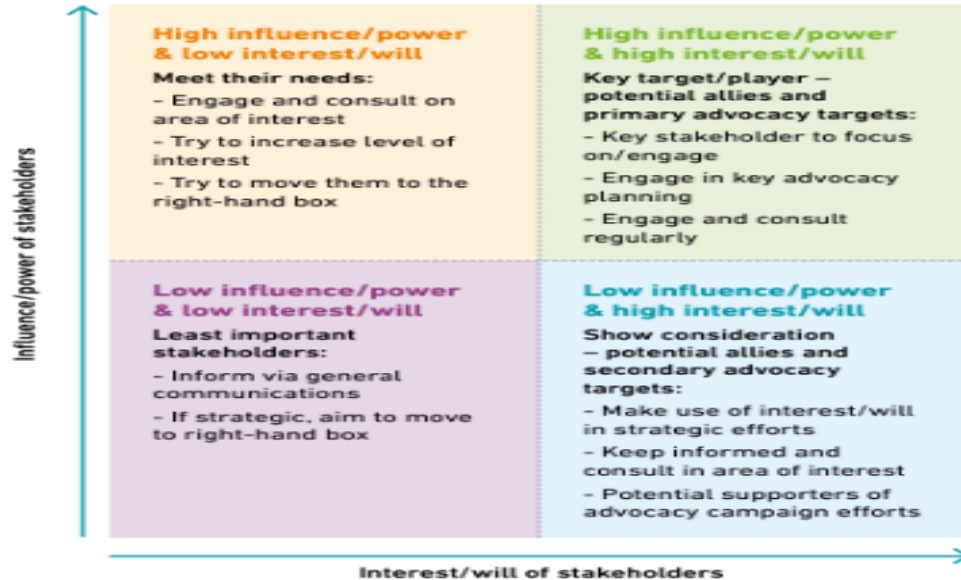 Influence/power of stakeholders
High influence/power
& low interest/will
Meet their needs:
– Engage and consult on
area of interest
– Try to increase level of
interest
– Try to move them to the
right-hand box
High influence/power
& high interest/will
Key target/player –
potential allies and
primary advocacy targets:
– Key stakeholder to focus
on/engage
– Engage in key advocacy
planning
– Engage and consult
regularly
Low influence/power
& low interest/will
Least important
stakeholders:
– Inform via general
communications
– If strategic, aim to move
to right-hand box
Low influence/power
& high interest/will
Show consideration
– potential allies and
secondary advocacy
targets:
– Make use of interest/will
in strategic efforts
– Keep informed and
consult in area of interest
– Potential supporters of
advocacy campaign efforts
Interest/will of stakeholders